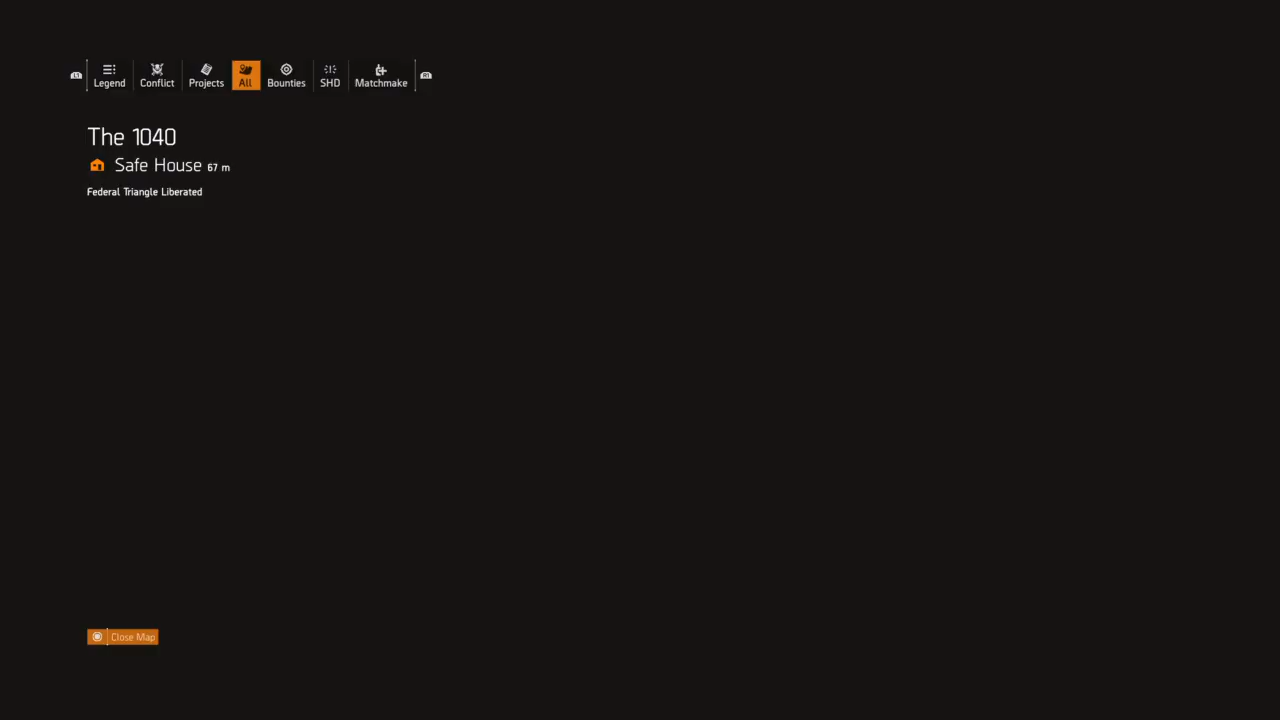 Legend Conflict Projects All Bounties SHD Matchmake
The 1040
Safe House 67 m
Federal Triangle Liberated
Close Map